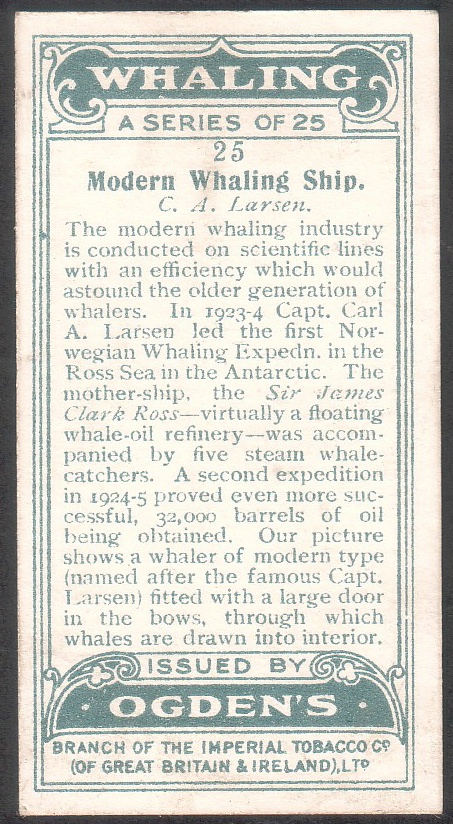 WHALING
A SERIES OF 25
25
Modern Whaling Ship.
C. A. Larsen.
The modern whaling industry
is conducted on scientific lines
with an efficiency which would
astound the older generation of
whalers. In 1923-4 Capt. Carl
A. Larsen led the first Nor-
wegian Whaling Expedn. in the
Ross Sea in the Antarctic. The
mother-ship, the Sir James
Clark Ross—virtually a floating
whale-oil refinery—was accom-
panied by five steam whale-
catchers. A second expedition
in 1924-5 proved even more suc-
cessful, 32,000 barrels of oil
being obtained. Our picture
shows a whaler of modern type
(named after the famous Capt.
Larsen) fitted with a large door
in the bows, through which
whales are drawn into interior.
ISSUED BY
· OGDEN'S ·
BRANCH OF THE IMPERIAL TOBACCO Cº
(OF GREAT BRITAIN & IRELAND), LTD